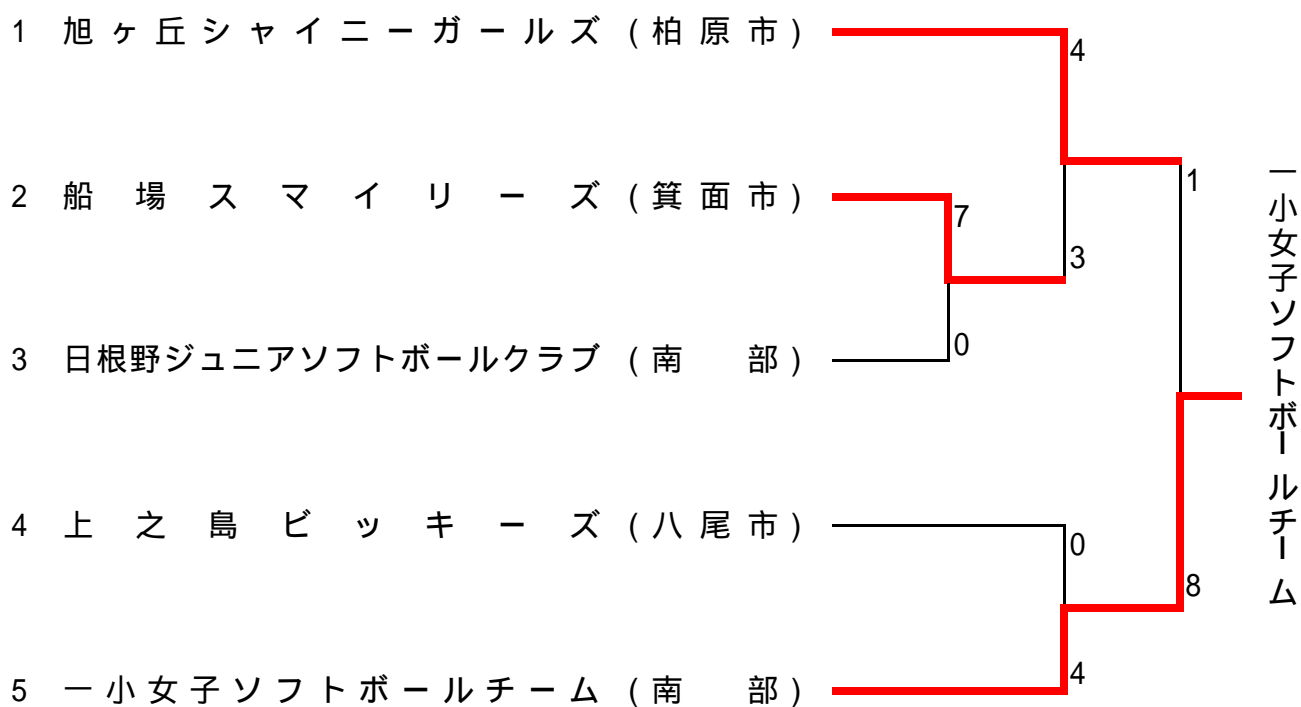 1 旭ヶ丘シャイニーガールズ (柏原市)
4
1
2 船場スマイリーズ (箕面市)
7
3
3 日根野ジュニアソフトボールクラブ (南部)
0
一小女子ソフトボールチーム
4 上之島ビッキーズ (八尾市)
0
8
5 一小女子ソフトボールチーム (南部)
4